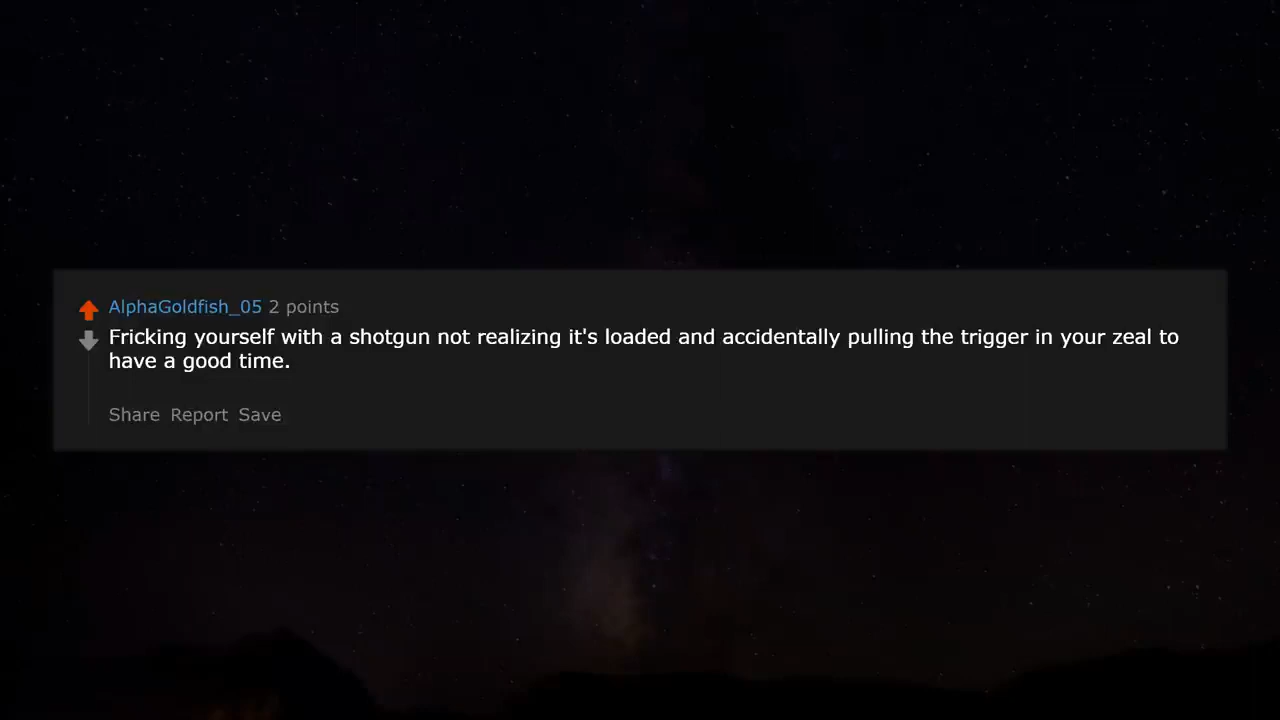 AlphaGoldfish_05 2 points
Fricking yourself with a shotgun not realizing it's loaded and accidentally pulling the trigger in your zeal to
have a good time.
Share Report Save